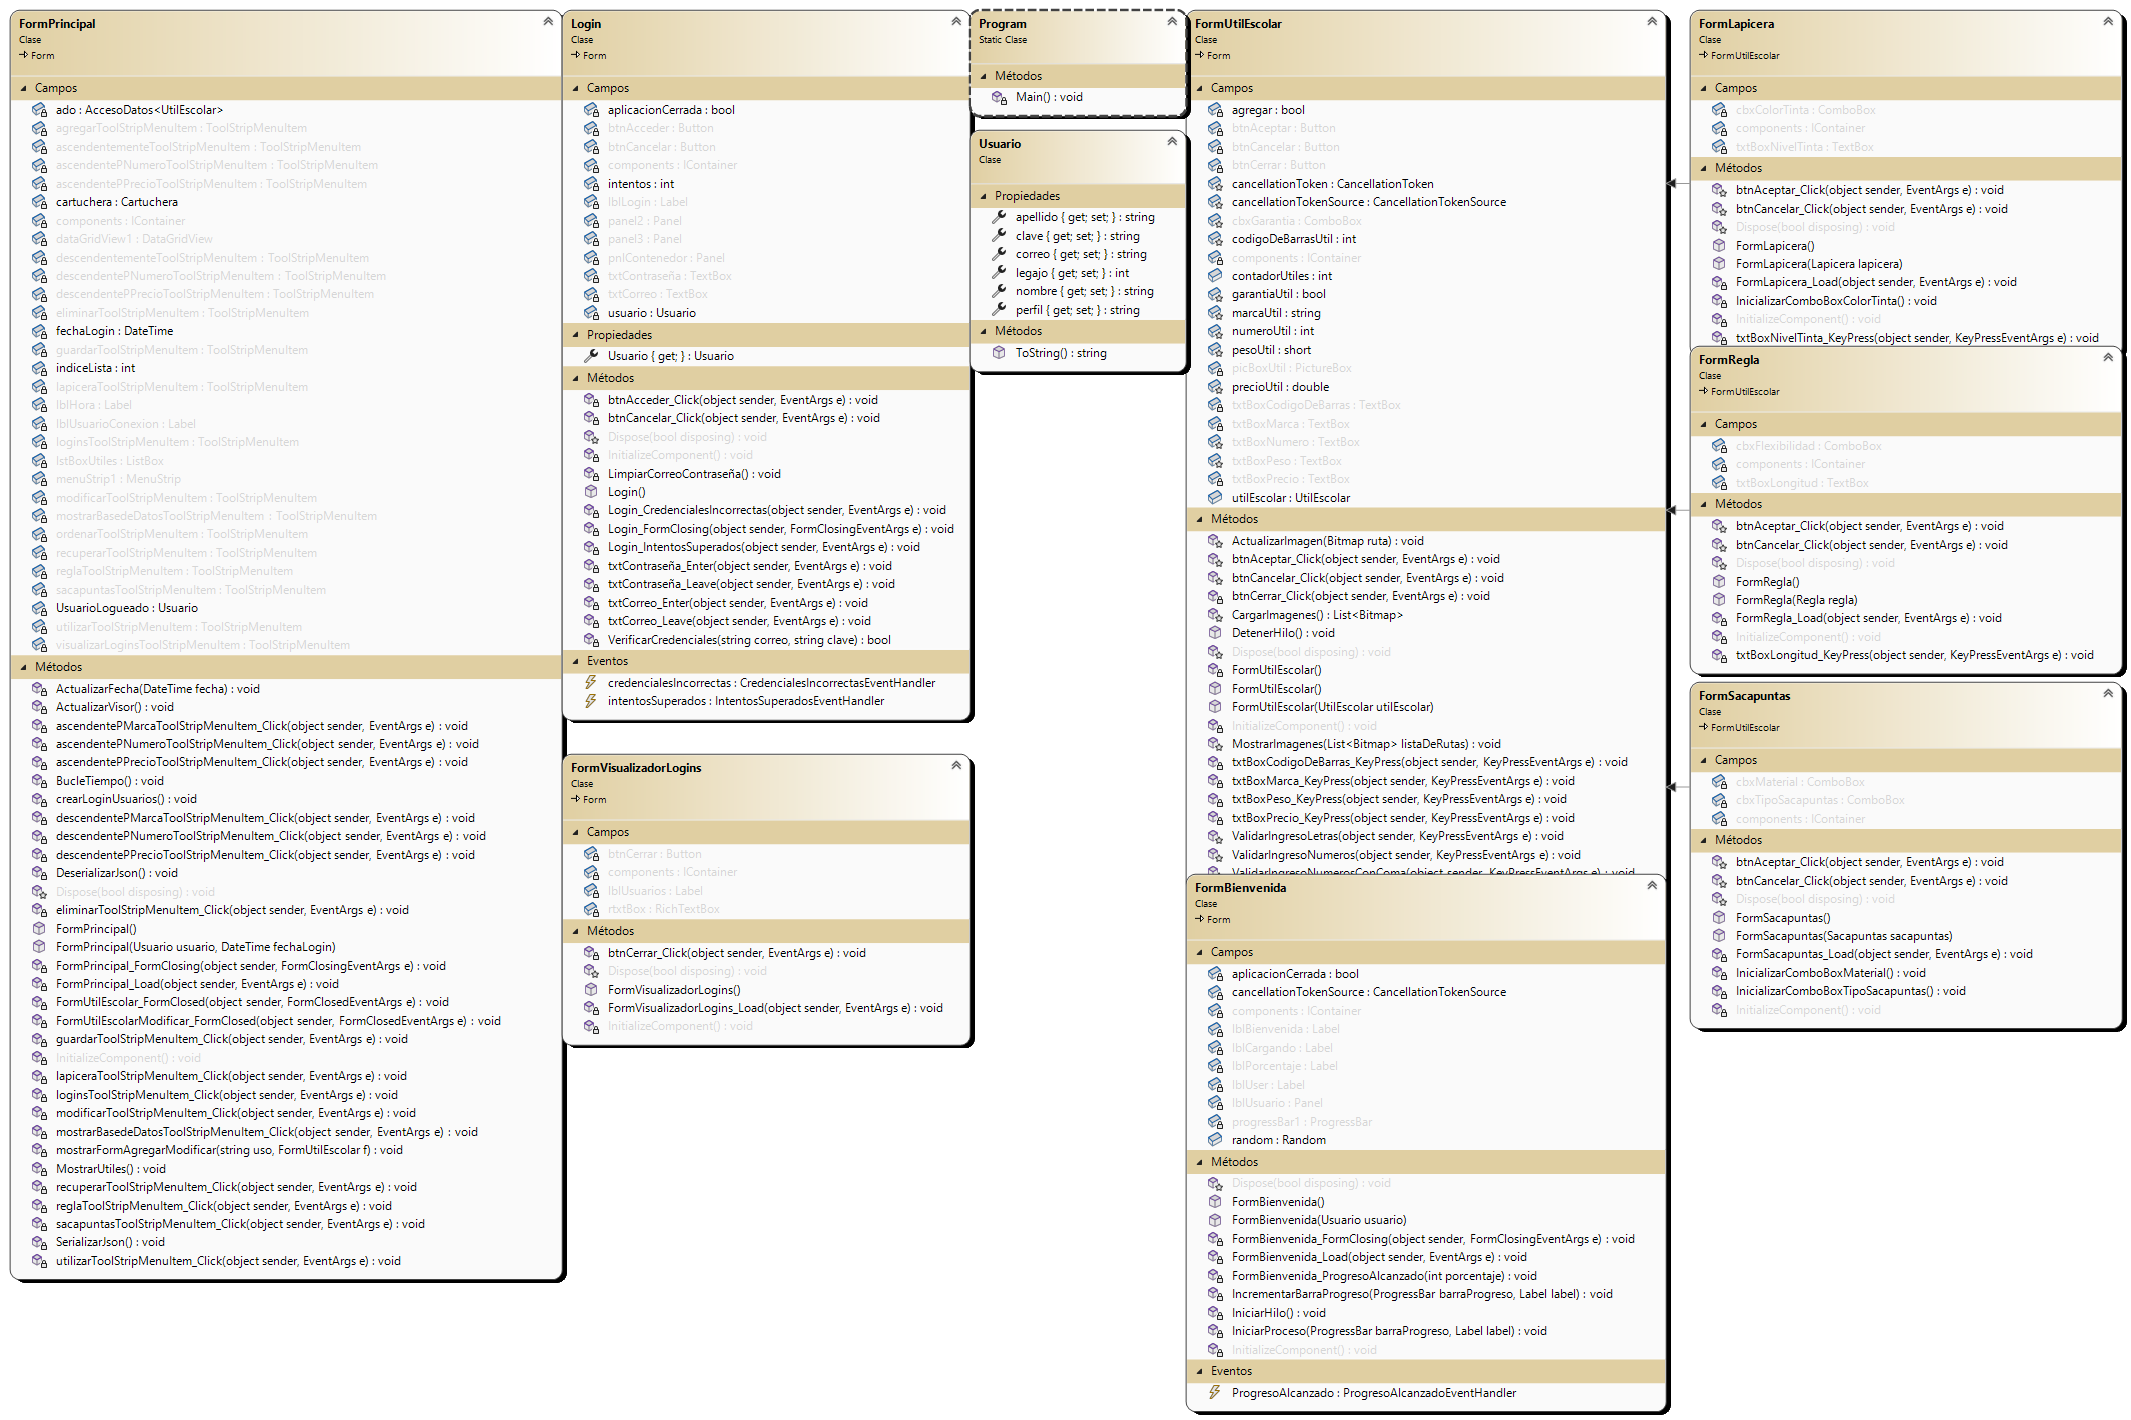 FormPrincipal
Clase
Form
Campos
ado : AccesoDatos<UtilEscolar>
agregarToolStripMenuItem : ToolStripMenuItem
ascendentementeToolStripMenuItem : ToolStripMenuItem
ascendentePNumeroToolStripMenuItem : ToolStripMenuItem
ascendentePPrecioToolStripMenuItem : ToolStripMenuItem
cartuchera : Cartuchera
components : IContainer
dataGridView1 : DataGridView
descendentementeToolStripMenuItem : ToolStripMenuItem
descendentePNumeroToolStripMenuItem : ToolStripMenuItem
descendentePPrecioToolStripMenuItem : ToolStripMenuItem
eliminarToolStripMenuItem : ToolStripMenuItem
fechaLogin : DateTime
guardarToolStripMenuItem : ToolStripMenuItem
indiceLista : int
lapiceraToolStripMenuItem : ToolStripMenuItem
lblHora : Label
lblUsuarioConexion : Label
loginsToolStripMenuItem : ToolStripMenuItem
lstBoxUtiles : ListBox
menuStrip1 : MenuStrip
modificarToolStripMenuItem : ToolStripMenuItem
mostrarBasedeDatosToolStripMenuItem : ToolStripMenuItem
ordenarToolStripMenuItem : ToolStripMenuItem
recuperarToolStripMenuItem : ToolStripMenuItem
reglaToolStripMenuItem : ToolStripMenuItem
sacapuntasToolStripMenuItem : ToolStripMenuItem
UsuarioLogueado : Usuario
utilizarToolStripMenuItem : ToolStripMenuItem
visualizarLoginsToolStripMenuItem : ToolStripMenuItem
Métodos
ActualizarFecha(DateTime fecha) : void
ActualizarVisor() : void
ascendentePMarcaToolStripMenuItem_Click(object sender, EventArgs e) : void
ascendentePNumeroToolStripMenuItem_Click(object sender, EventArgs e) : void
ascendentePPrecioToolStripMenuItem_Click(object sender, EventArgs e) : void
BucleTiempo() : void
crearLoginUsuarios() : void
descendentePMarcaToolStripMenuItem_Click(object sender, EventArgs e) : void
descendentePNumeroToolStripMenuItem_Click(object sender, EventArgs e) : void
descendentePPrecioToolStripMenuItem_Click(object sender, EventArgs e) : void
DeserializarJson() : void
Dispose(bool disposing) : void
eliminarToolStripMenuItem_Click(object sender, EventArgs e) : void
FormPrincipal()
FormPrincipal(Usuario usuario, DateTime fechaLogin)
FormPrincipal_FormClosing(object sender, FormClosingEventArgs e) : void
FormPrincipal_Load(object sender, EventArgs e) : void
FormUtilEscolar_FormClosed(object sender, FormClosedEventArgs e) : void
FormUtilEscolarModificar_FormClosed(object sender, FormClosedEventArgs e) : void
guardarToolStripMenuItem_Click(object sender, EventArgs e) : void
InitializeComponent() : void
lapiceraToolStripMenuItem_Click(object sender, EventArgs e) : void
loginsToolStripMenuItem_Click(object sender, EventArgs e) : void
modificarToolStripMenuItem_Click(object sender, EventArgs e) : void
mostrarBasedeDatosToolStripMenuItem_Click(object sender, EventArgs e) : void
mostrarFormAgregarModificar(string uso, FormUtilEscolar f) : void
MostrarUtiles() : void
recuperarToolStripMenuItem_Click(object sender, EventArgs e) : void
reglaToolStripMenuItem_Click(object sender, EventArgs e) : void
sacapuntasToolStripMenuItem_Click(object sender, EventArgs e) : void
SerializarJson() : void
utilizarToolStripMenuItem_Click(object sender, EventArgs e) : void
Login
Clase
Form
Campos
aplicacionCerrada : bool
btnAcceder : Button
btnCancelar : Button
components : IContainer
intentos : int
lblLogin : Label
panel2 : Panel
panel3 : Panel
pnlContenedor : Panel
txtContraseña : TextBox
txtCorreo : TextBox
usuario : Usuario
Propiedades
Usuario { get; } : Usuario
Métodos
btnAcceder_Click(object sender, EventArgs e) : void
btnCancelar_Click(object sender, EventArgs e) : void
Dispose(bool disposing) : void
InitializeComponent() : void
LimpiarCorreoContraseña() : void
Login()
Login_CredencialesIncorrectas(object sender, EventArgs e) : void
Login_FormClosing(object sender, FormClosingEventArgs e) : void
Login_IntentosSuperados(object sender, EventArgs e) : void
txtContraseña_Enter(object sender, EventArgs e) : void
txtContraseña_Leave(object sender, EventArgs e) : void
txtCorreo_Enter(object sender, EventArgs e) : void
txtCorreo_Leave(object sender, EventArgs e) : void
VerificarCredenciales(string correo, string clave) : bool
Eventos
credencialesIncorrectas : CredencialesIncorrectasEventHandler
intentosSuperados : IntentosSuperadosEventHandler
FormVisualizadorLogins
Clase
Form
Campos
btnCerrar : Button
components : IContainer
lblUsuarios : Label
rtxtBox : RichTextBox
Métodos
btnCerrar_Click(object sender, EventArgs e) : void
Dispose(bool disposing) : void
FormVisualizadorLogins()
FormVisualizadorLogins_Load(object sender, EventArgs e) : void
InitializeComponent() : void
Program
Static Clase
Métodos
Main() : void
Usuario
Clase
Propiedades
apellido { get; set; } : string
clave { get; set; } : string
correo { get; set; } : string
legajo { get; set; } : int
nombre { get; set; } : string
perfil { get; set; } : string
Métodos
ToString() : string
FormUtilEscolar
Clase
Form
Campos
agregar : bool
btnAceptar : Button
btnCancelar : Button
btnCerrar : Button
cancellationToken : CancellationToken
cancellationTokenSource : CancellationTokenSource
cbxGarantia : ComboBox
codigoDeBarrasUtil : int
components : IContainer
contadorUtiles : int
garantiaUtil : bool
marcaUtil : string
numeroUtil : int
pesoUtil : short
picBoxUtil : PictureBox
precioUtil : double
txtBoxCodigoDeBarras : TextBox
txtBoxMarca : TextBox
txtBoxNumero : TextBox
txtBoxPeso : TextBox
txtBoxPrecio : TextBox
utilEscolar : UtilEscolar
Métodos
ActualizarImagen(Bitmap ruta) : void
btnAceptar_Click(object sender, EventArgs e) : void
btnCancelar_Click(object sender, EventArgs e) : void
btnCerrar_Click(object sender, EventArgs e) : void
CargarImagenes() : List<Bitmap>
DetenerHilo() : void
Dispose(bool disposing) : void
FormUtilEscolar()
FormUtilEscolar()
FormUtilEscolar(UtilEscolar utilEscolar)
InitializeComponent() : void
MostrarImagenes(List<Bitmap> listaDeRutas) : void
txtBoxCodigoDeBarras_KeyPress(object sender, KeyPressEventArgs e) : void
txtBoxMarca_KeyPress(object sender, KeyPressEventArgs e) : void
txtBoxPeso_KeyPress(object sender, KeyPressEventArgs e) : void
txtBoxPrecio_KeyPress(object sender, KeyPressEventArgs e) : void
ValidarIngresoLetras(object sender, KeyPressEventArgs e) : void
ValidarIngresoNumeros(object sender, KeyPressEventArgs e) : void
ValidarIngresoNumerosConComa(object sender, KeyPressEventArgs e) : void
FormBienvenida
Clase
Form
Campos
aplicacionCerrada : bool
cancellationTokenSource : CancellationTokenSource
components : IContainer
lblBienvenida : Label
lblCargando : Label
lblPorcentaje : Label
lblUser : Label
lblUsuario : Panel
progressBar1 : ProgressBar
random : Random
Métodos
Dispose(bool disposing) : void
FormBienvenida()
FormBienvenida(Usuario usuario)
FormBienvenida_FormClosing(object sender, FormClosingEventArgs e) : void
FormBienvenida_Load(object sender, EventArgs e) : void
FormBienvenida_ProgresoAlcanzado(int porcentaje) : void
IncrementarBarraProgreso(ProgressBar barraProgreso, Label label) : void
IniciarHilo() : void
IniciarProceso(ProgressBar barraProgreso, Label label) : void
InitializeComponent() : void
Eventos
ProgresoAlcanzado : ProgresoAlcanzadoEventHandler
FormLapicera
Clase
FormUtilEscolar
Campos
cbxColorTinta : ComboBox
components : IContainer
txtBoxNivelTinta : TextBox
Métodos
btnAceptar_Click(object sender, EventArgs e) : void
btnCancelar_Click(object sender, EventArgs e) : void
Dispose(bool disposing) : void
FormLapicera()
FormLapicera(Lapicera lapicera)
FormLapicera_Load(object sender, EventArgs e) : void
InicializarComboBoxColorTinta() : void
InitializeComponent() : void
txtBoxNivelTinta_KeyPress(object sender, KeyPressEventArgs e) : void
FormRegla
Clase
FormUtilEscolar
Campos
cbxFlexibilidad : ComboBox
components : IContainer
txtBoxLongitud : TextBox
Métodos
btnAceptar_Click(object sender, EventArgs e) : void
btnCancelar_Click(object sender, EventArgs e) : void
Dispose(bool disposing) : void
FormRegla()
FormRegla(Regla regla)
FormRegla_Load(object sender, EventArgs e) : void
InitializeComponent() : void
txtBoxLongitud_KeyPress(object sender, KeyPressEventArgs e) : void
FormSacapuntas
Clase
FormUtilEscolar
Campos
cbxMaterial : ComboBox
cbxTipoSacapuntas : ComboBox
components : IContainer
Métodos
btnAceptar_Click(object sender, EventArgs e) : void
btnCancelar_Click(object sender, EventArgs e) : void
Dispose(bool disposing) : void
FormSacapuntas()
FormSacapuntas(Sacapuntas sacapuntas)
FormSacapuntas_Load(object sender, EventArgs e) : void
InicializarComboBoxMaterial() : void
InicializarComboBoxTipoSacapuntas() : void
InitializeComponent() : void